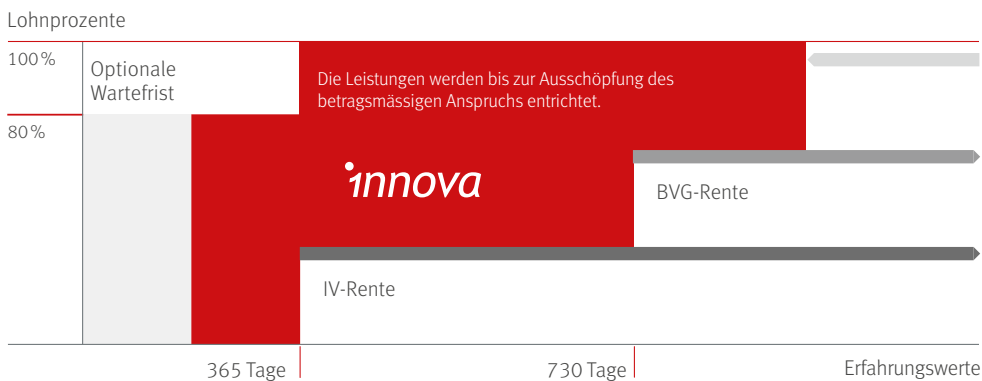 Lohnprozente
100%
Optionale
Wartefrist
Die Leistungen werden bis zur Ausschöpfung des
betragsmässigen Anspruchs entrichtet.
80%
innova
BVG-Rente
IV-Rente
365 Tage
730 Tage
Erfahrungswerte